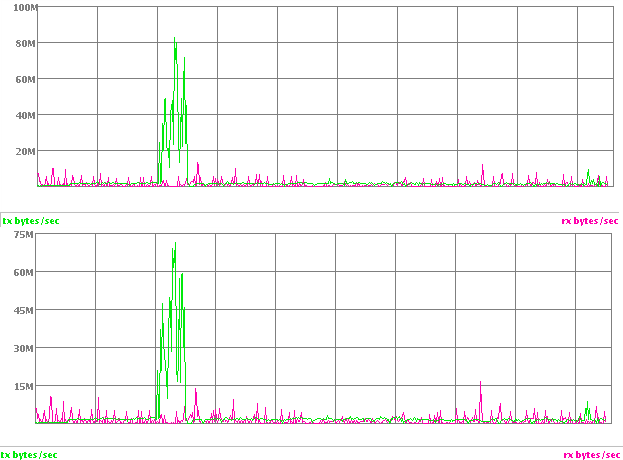 100M
80M
60M
40M
20M
tx bytes/sec rx bytes/sec
75M
60M
45M
30M
15M
tx bytes/sec rx bytes/sec